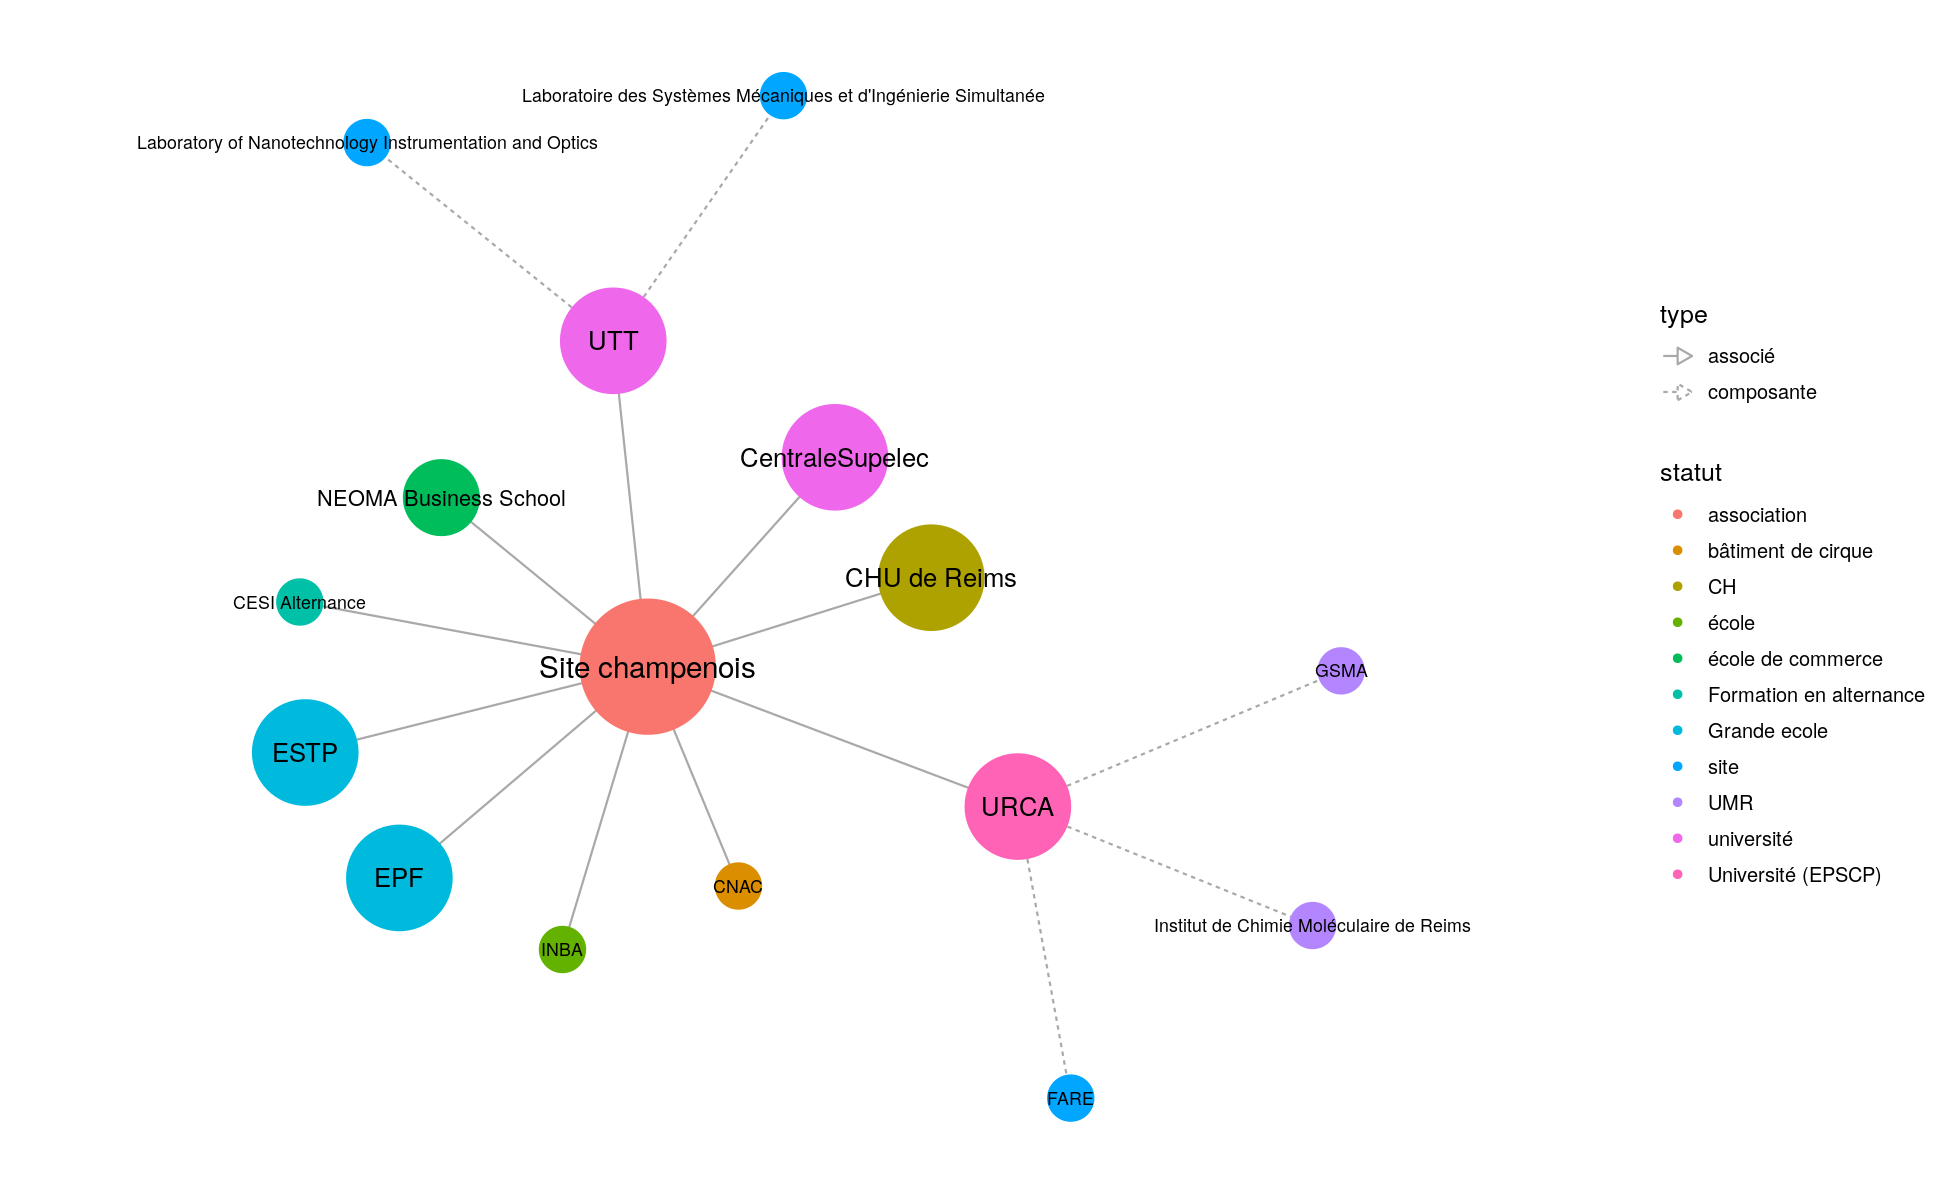 Laboratoire des Systèmes Mécaniques et d'Ingénierie Simultanée
Laboratory of Nanotechnology Instrumentation and Optics
UTT
CentraleSupelec
NEOMA Business School
CHU de Reims
CESI Alternance
Site champenois
GSMA
ESTP
URCA
EPF
CNAC
Institut de Chimie Moléculaire de Reims
INBA
FARE
type
associé
composante
statut
association
bâtiment de cirque
CH
école
école de commerce
Formation en alternance
Grande ecole
site
UMR
université
Université (EPSCP)